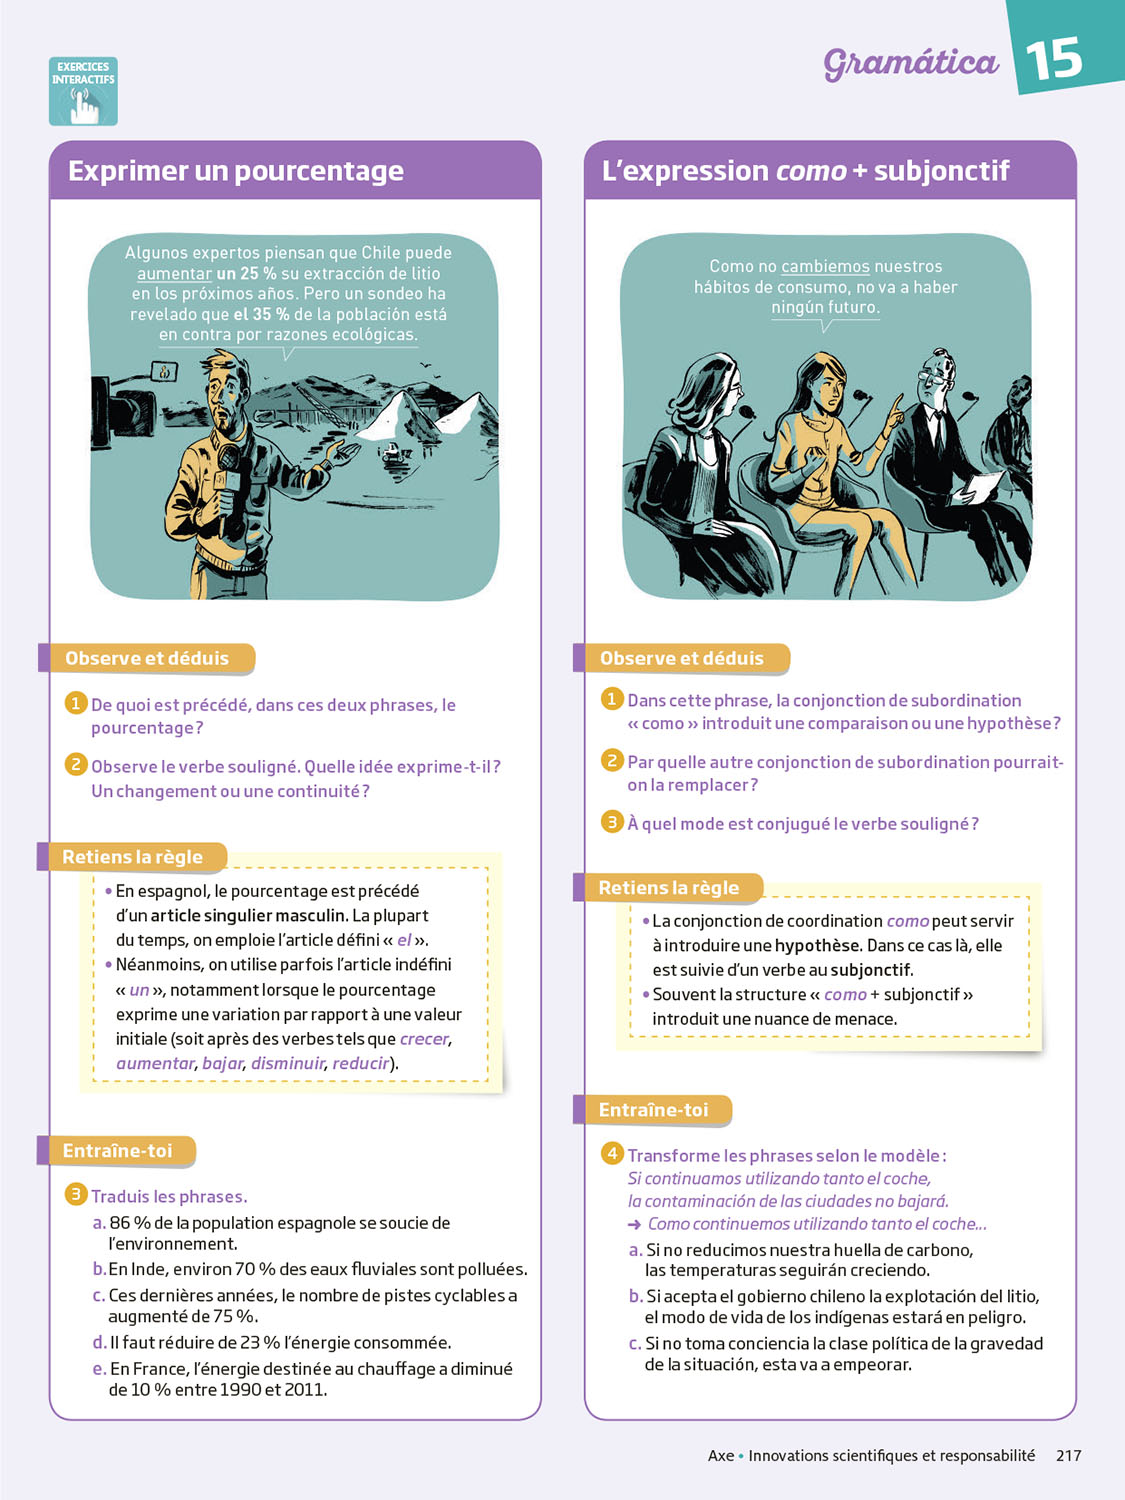 EXERCICES
INTERACTIFS
Gramática
15
Exprimer un pourcentage
Algunos expertos piensan que Chile puede
aumentar un 25 % su extracción de litio
en los próximos años. Pero un sondeo ha
revelado que el 35 % de la población está
en contra por razones ecológicas.
Observe et déduis
1 De quoi est précédé, dans ces deux phrases, le
pourcentage ?
2 Observe le verbe souligné. Quelle idée exprime-t-il ?
Un changement ou une continuité ?
Retiens la règle
• En espagnol, le pourcentage est précédé
d’un article singulier masculin. La plupart
du temps, on emploie l’article défini « el ».
• Néanmoins, on utilise parfois l’article indéfini
« un », notamment lorsque le pourcentage
exprime une variation par rapport à une valeur
initiale (soit après des verbes tels que crecer,
aumentar, bajar, disminuir, reducir).
Entraîne-toi
3 Traduis les phrases.
a. 86 % de la population espagnole se soucie de
l’environnement.
b. En Inde, environ 70 % des eaux fluviales sont polluées.
c. Ces dernières années, le nombre de pistes cyclables a
augmenté de 75 %.
d. Il faut réduire de 23 % l’énergie consommée.
e. En France, l’énergie destinée au chauffage a diminué
de 10 % entre 1990 et 2011.
L’expression como + subjonctif
Como no cambiemos nuestros
hábitos de consumo, no va a haber
ningún futuro.
Observe et déduis
1 Dans cette phrase, la conjonction de subordination
« como » introduit une comparaison ou une hypothèse ?
2 Par quelle autre conjonction de subordination pourrait-
on la remplacer ?
3 À quel mode est conjugué le verbe souligné ?
Retiens la règle
• La conjonction de coordination como peut servir
à introduire une hypothèse. Dans ce cas là, elle
est suivie d’un verbe au subjonctif.
• Souvent la structure « como + subjonctif »
introduit une nuance de menace.
Entraîne-toi
4 Transforme les phrases selon le modèle :
Si continuamos utilizando tanto el coche,
la contaminación de las ciudades no bajará.
➜ Como continuemos utilizando tanto el coche...
a. Si no reducimos nuestra huella de carbono,
las temperaturas seguirán creciendo.
b. Si acepta el gobierno chileno la explotación del litio,
el modo de vida de los indígenas estará en peligro.
c. Si no toma conciencia la clase política de la gravedad
de la situación, esta va a empeorar.
Axe • Innovations scientifiques et responsabilité 217